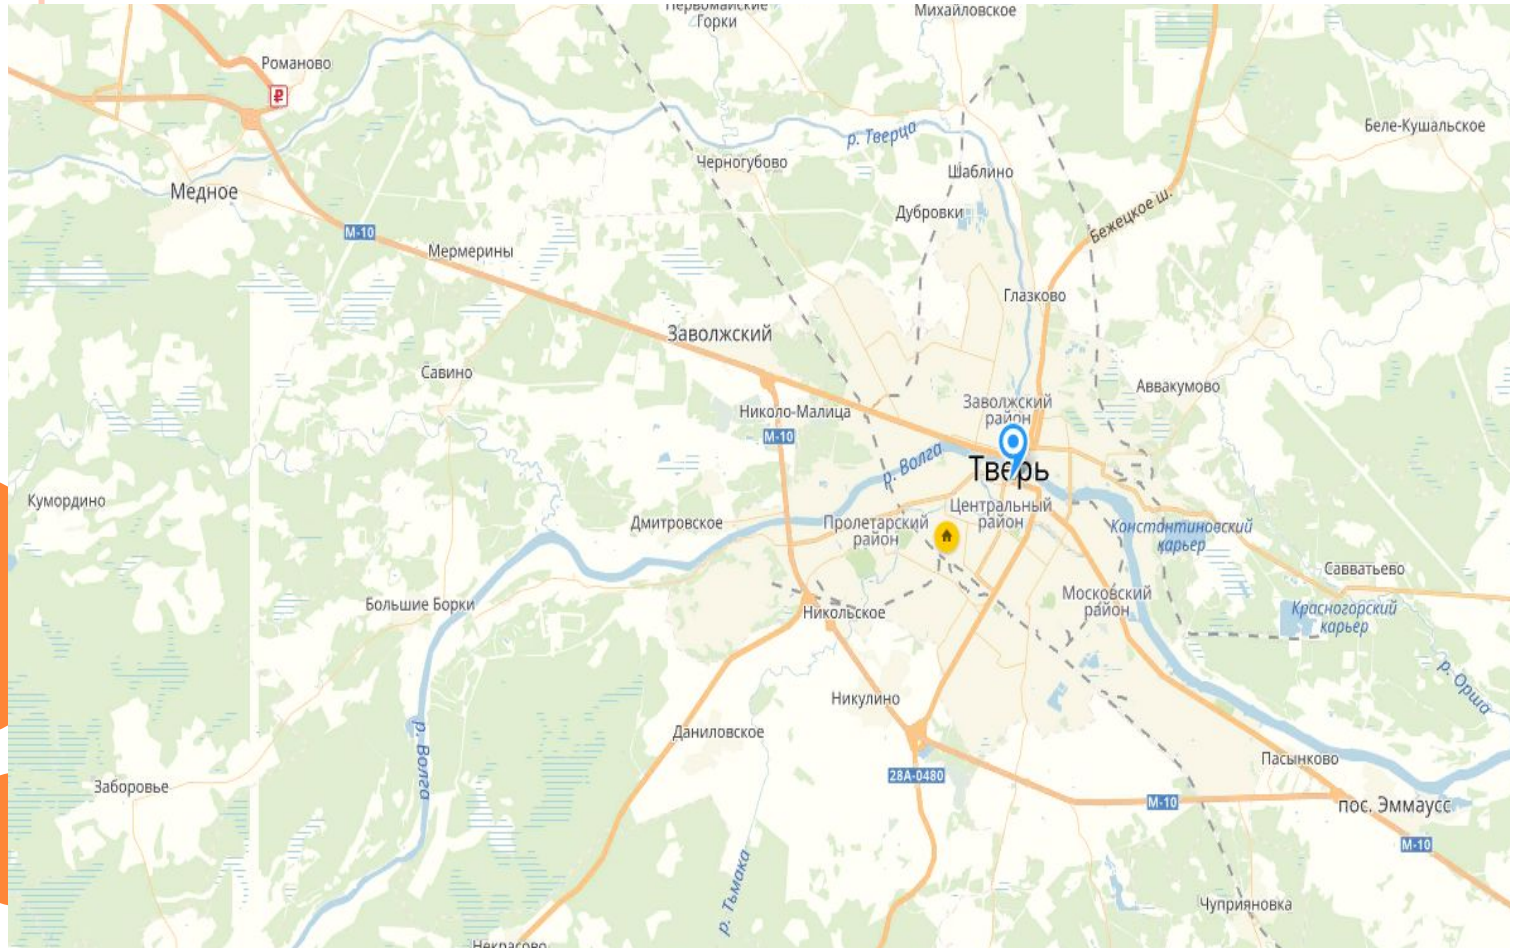 Первомайские
Горки
Михайловское
Романово
₽
Беле-Кушальское
р. Тверца
Черногубово
Шаблино
Медное
Дубровки
Бежецкое ш.
М-10
Мермерины
Глазково
Заволжский
Савино
Аввакумово
Заволжский
район
Николо-Малица
М-10
р. Волга
Тверь
Кумордино
Центральный
район
Дмитровское
Пролетарский
район
Константиновский
карьер
Савватьево
Большие Борки
Никольское
Московский
район
Красногорский
карьер
р. Орша
Никулино
Даниловское
р. Волга
Пасынково
28А-0480
Заборовье
М-10
пос. Эммаусс
М-10
р. Тьмака
Чуприяновка
Некрасово